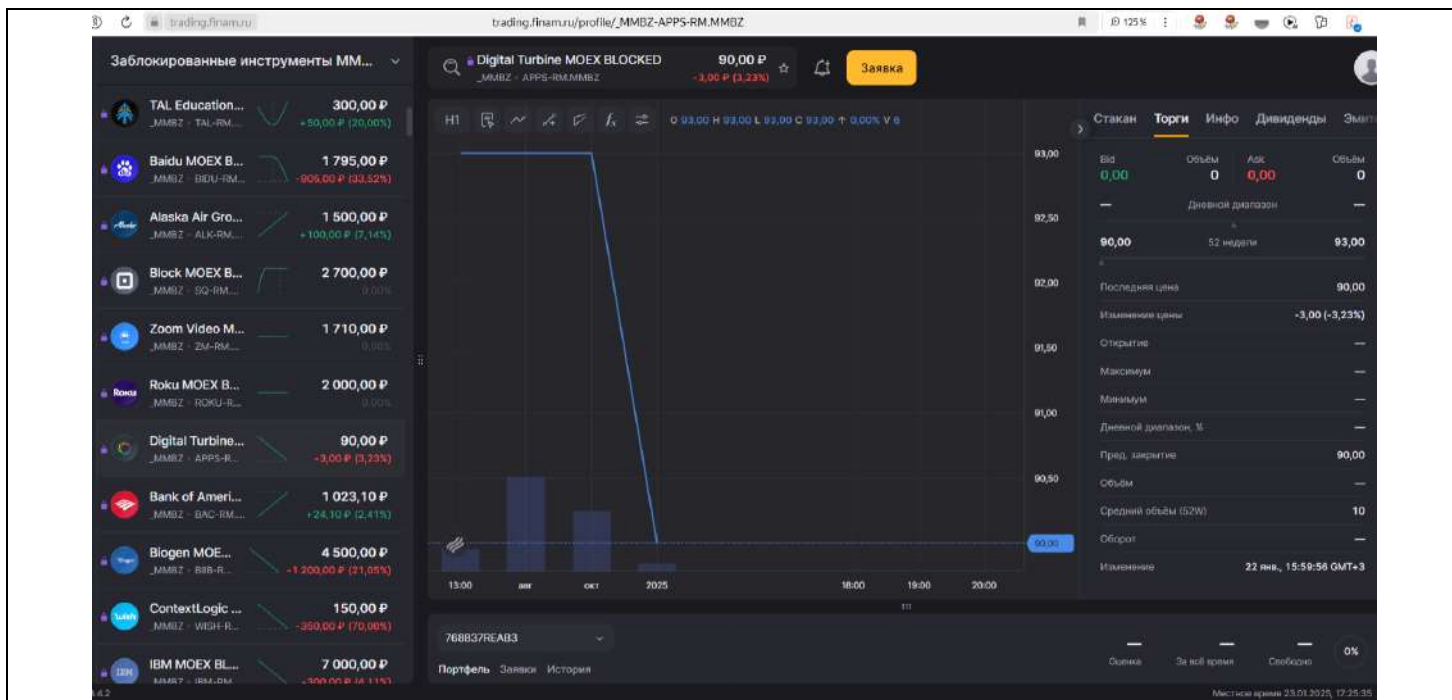 trading.finam.ru
trading.finam.ru/profile/_MMBZ-APPS-RM.MMBZ
125 %
Заблокированные инструменты ММ...
TAL Education...
300,00 ₽
_MMBZ - TAL-RM....
+50,00 ₽ (20,00%)
Baidu MOEX B...
1 795,00 ₽
_MMBZ - BIDU-RM...
-905,00 ₽ (33,52%)
Alaska Air Gro...
1 500,00 ₽
_MMBZ - ALK-RM....
+100,00 ₽ (7,14%)
Block MOEX B...
2 700,00 ₽
_MMBZ - SQ-RM....
0,00%
Zoom Video M...
1 710,00 ₽
_MMBZ - ZM-RM....
0,00%
Roku MOEX B...
2 000,00 ₽
_MMBZ - ROKU-R...
0,00%
Digital Turbine...
90,00 ₽
_MMBZ - APPS-R...
-3,00 ₽ (3,23%)
Bank of Ameri...
1 023,10 ₽
_MMBZ - BAC-RM....
+24,10 ₽ (2,41%)
Biogen MOE...
4 500,00 ₽
_MMBZ - BIIB-R...
-1 200,00 ₽ (21,05%)
ContextLogic ...
150,00 ₽
_MMBZ - WISH-R...
-350,00 ₽ (70,00%)
IBM MOEX BL...
7 000,00 ₽
_MMBZ - IBM-RM...
-300,00 ₽ (4,11%)
Digital Turbine MOEX BLOCKED
90,00 ₽
_MMBZ - APPS-RM.MMBZ
-3,00 ₽ (3,23%)
Заявка
H1
O 93,00 H 93,00 L 93,00 C 93,00 ↑ 0,00% V 6
93,00
92,50
92,00
91,50
91,00
90,50
90,00
13:00 авг окт 2025 18:00 19:00 20:00
Стакан Торги Инфо Дивиденды Эмит
Bid Объём Ask Объём
0,00 0 0,00 0
— Дневной диапазон —
90,00 52 недели 93,00
Последняя цена 90,00
Изменение цены -3,00 (-3,23%)
Открытие —
Максимум —
Минимум —
Дневной диапазон, % —
Пред. закрытие 90,00
Объём —
Средний объём (52W) 10
Оборот —
Изменение 22 янв., 15:59:56 GMT+3
768837REAB3
Портфель Заявки История
— — —
Оценка За всё время Свободно
0%
Местное время 23.01.2025, 17:25:35